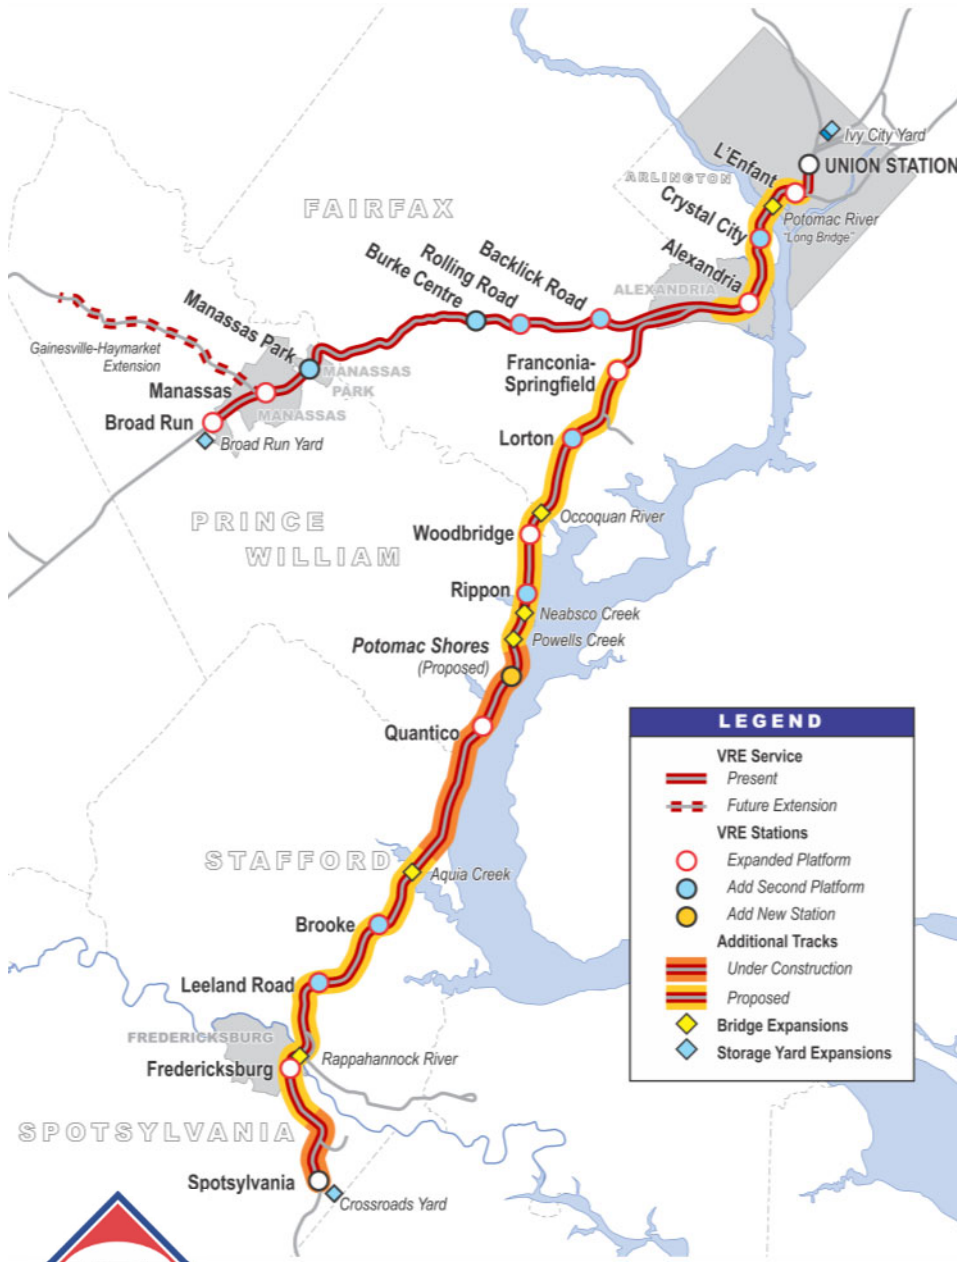 Ivy City Yard
L'Enfant
UNION STATION
ARLINGTON
Crystal City
Potomac River
"Long Bridge"
FAIRFAX
Alexandria
ALEXANDRIA
Backlick Road
Rolling Road
Burke Centre
Manassas Park
Gainesville-Haymarket
Extension
MANASSAS
PARK
Manassas
MANASSAS
Broad Run
Broad Run Yard
Franconia-
Springfield
Lorton
PRINCE
WILLIAM
Occoquan River
Woodbridge
Rippon
Neabsco Creek
Potomac Shores
(Proposed)
Powells Creek
Quantico
STAFFORD
Aquia Creek
Brooke
Leeland Road
FREDERICKSBURG
Rappahannock River
Fredericksburg
SPOTSYLVANIA
Spotsylvania
Crossroads Yard
LEGEND
VRE Service
Present
Future Extension
VRE Stations
Expanded Platform
Add Second Platform
Add New Station
Additional Tracks
Under Construction
Proposed
Bridge Expansions
Storage Yard Expansions